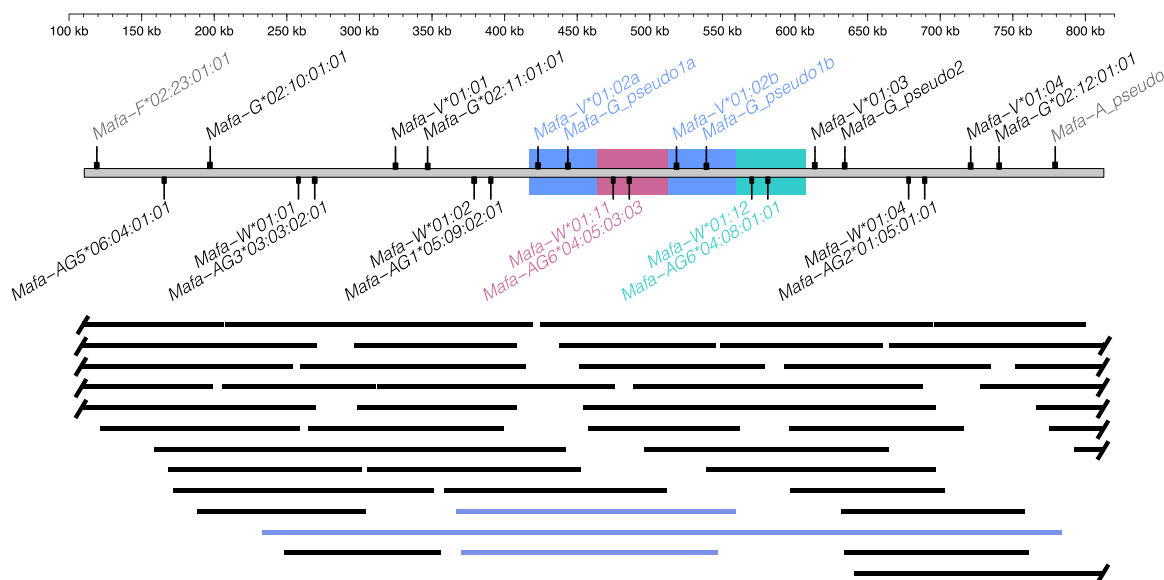 100 kb 150 kb 200 kb 250 kb 300 kb 350 kb 400 kb 450 kb 500 kb 550 kb 600 kb 650 kb 700 kb 750 kb 800 kb
Mafa−F*02:23:01:01
Mafa−G*02:10:01:01
Mafa−V*01:01
Mafa−G*02:11:01:01
Mafa−V*01:02a
Mafa−G_pseudo1a
Mafa−V*01:02b
Mafa−G_pseudo1b
Mafa−V*01:03
Mafa−G_pseudo2
Mafa−V*01:04
Mafa−G*02:12:01:01
Mafa−A_pseudo
Mafa−AG5*06:04:01:01
Mafa−W*01:01
Mafa−AG3*03:03:02:01
Mafa−W*01:02
Mafa−AG1*05:09:02:01
Mafa−W*01:11
Mafa−AG6*04:05:03:03
Mafa−W*01:12
Mafa−AG6*04:08:01:01
Mafa−W*01:04
Mafa−AG2*01:05:01:01